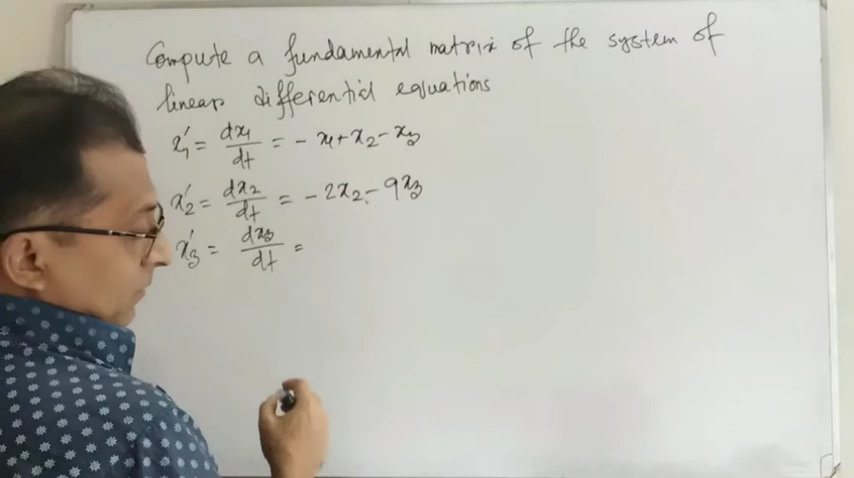 Compute a fundamental matrix of the system of
linear differential equations
x₁' = dx₁/dt = - x₁ + x₂ - x₃
x₂' = dx₂/dt = - 2x₂ - 9x₃
x₃' = dx₃/dt =